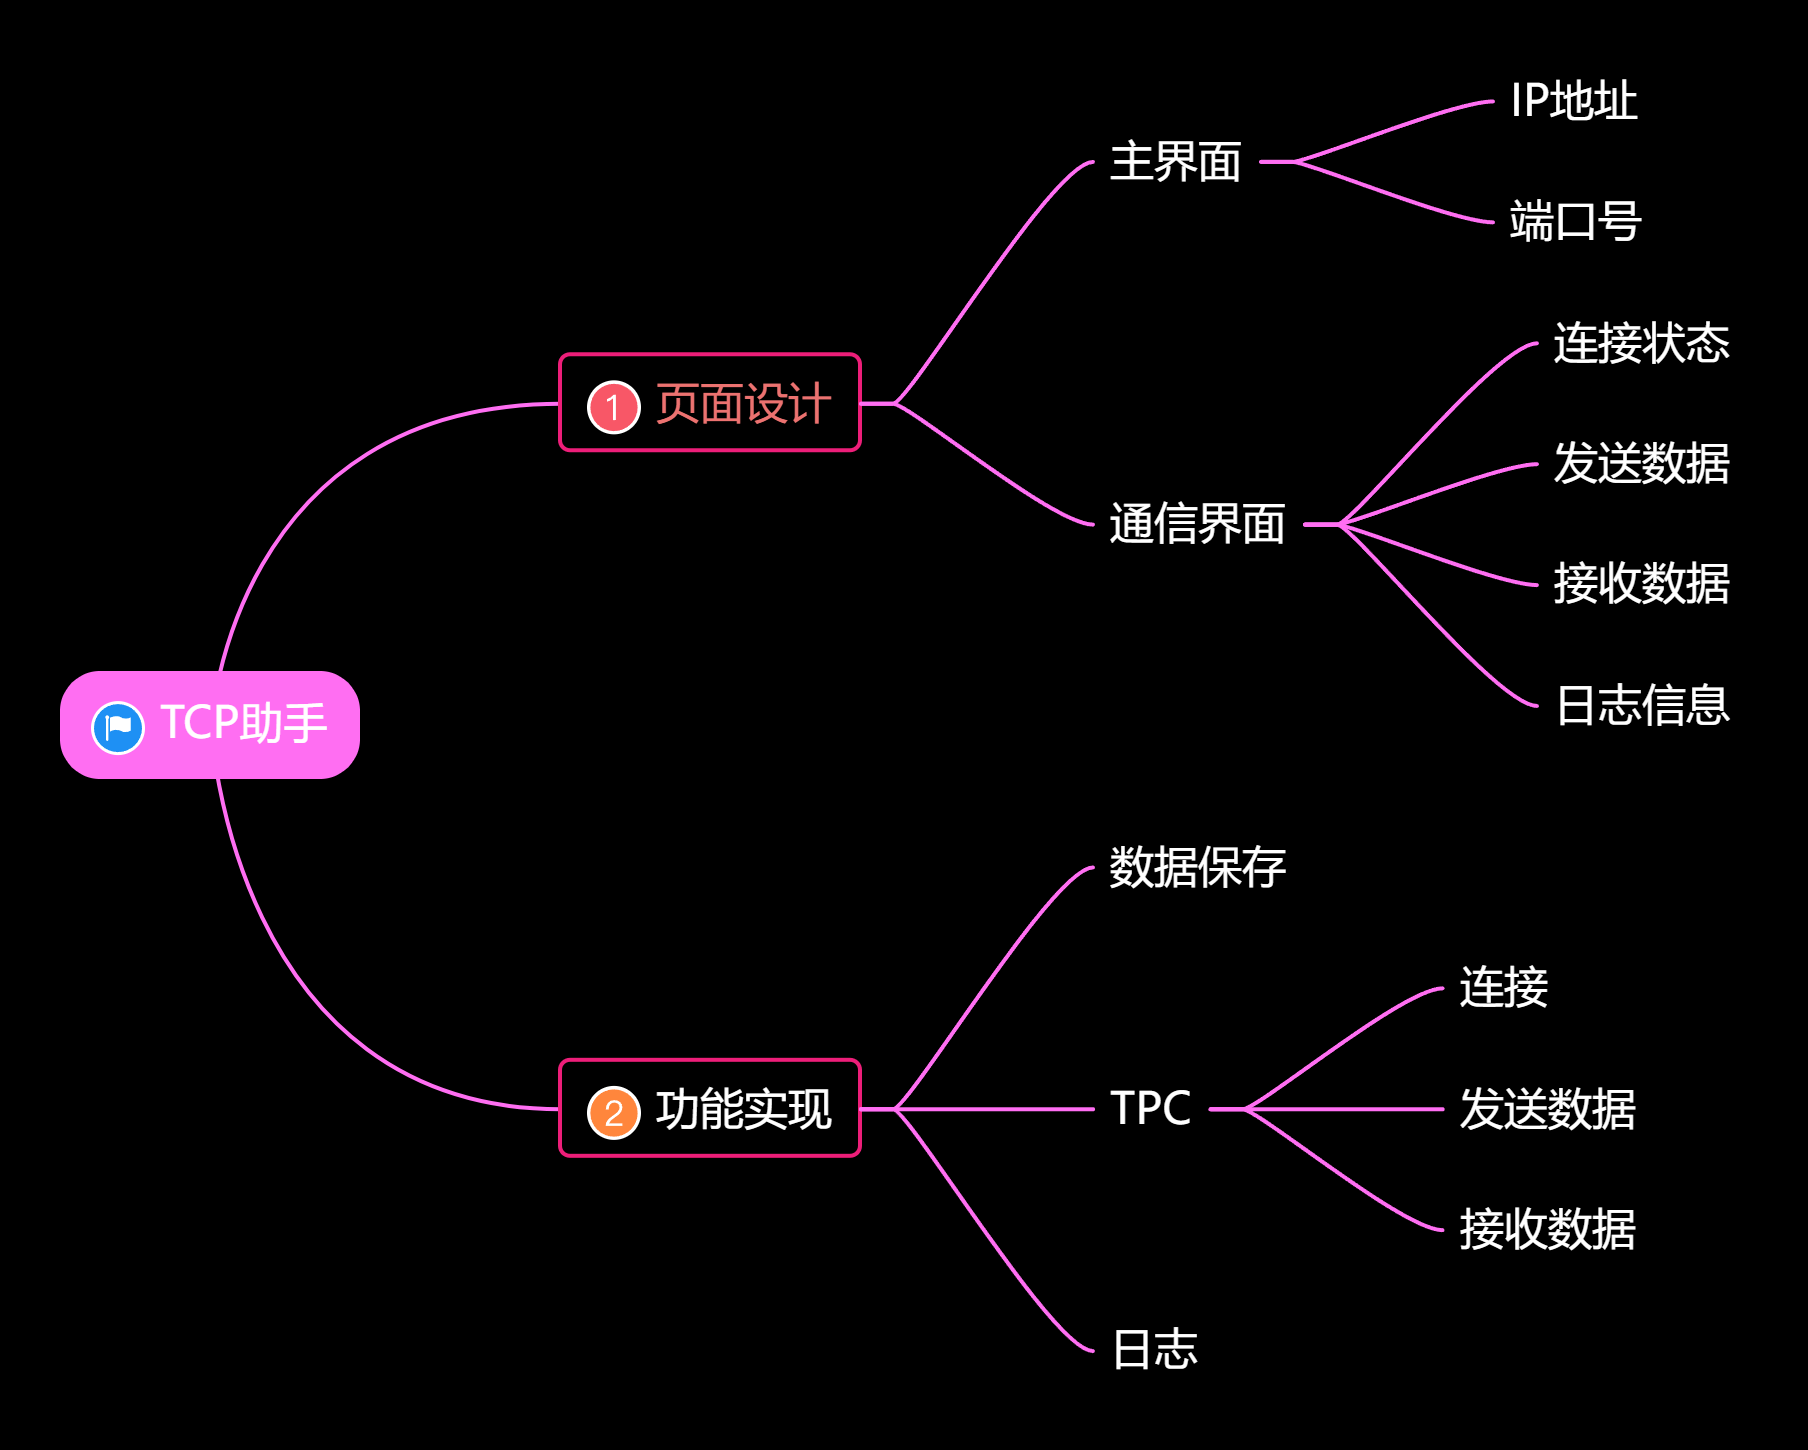 TCP助手
1 页面设计
主界面
IP地址
端口号
通信界面
连接状态
发送数据
接收数据
日志信息
2 功能实现
数据保存
TPC
连接
发送数据
接收数据
日志